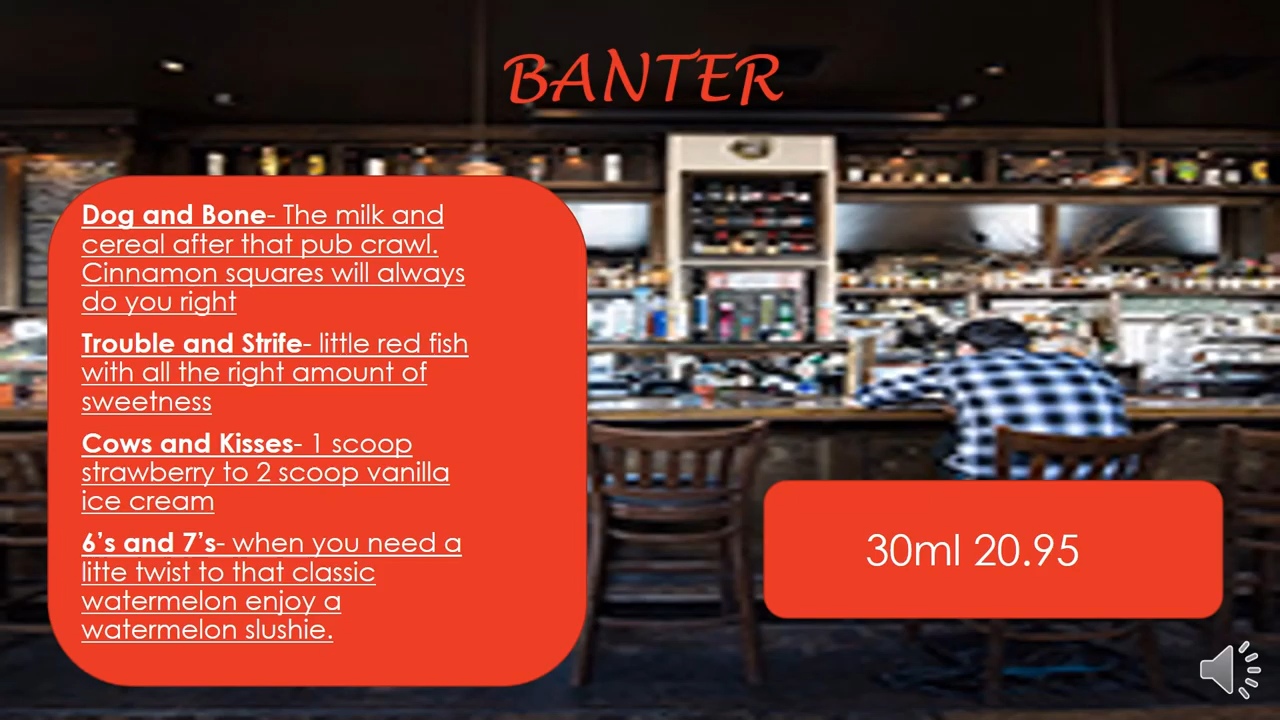 BANTER
Dog and Bone- The milk and
cereal after that pub crawl.
Cinnamon squares will always
do you right
Trouble and Strife- little red fish
with all the right amount of
sweetness
Cows and Kisses- 1 scoop
strawberry to 2 scoop vanilla
ice cream
6’s and 7’s- when you need a
litte twist to that classic
watermelon enjoy a
watermelon slushie.
30ml 20.95